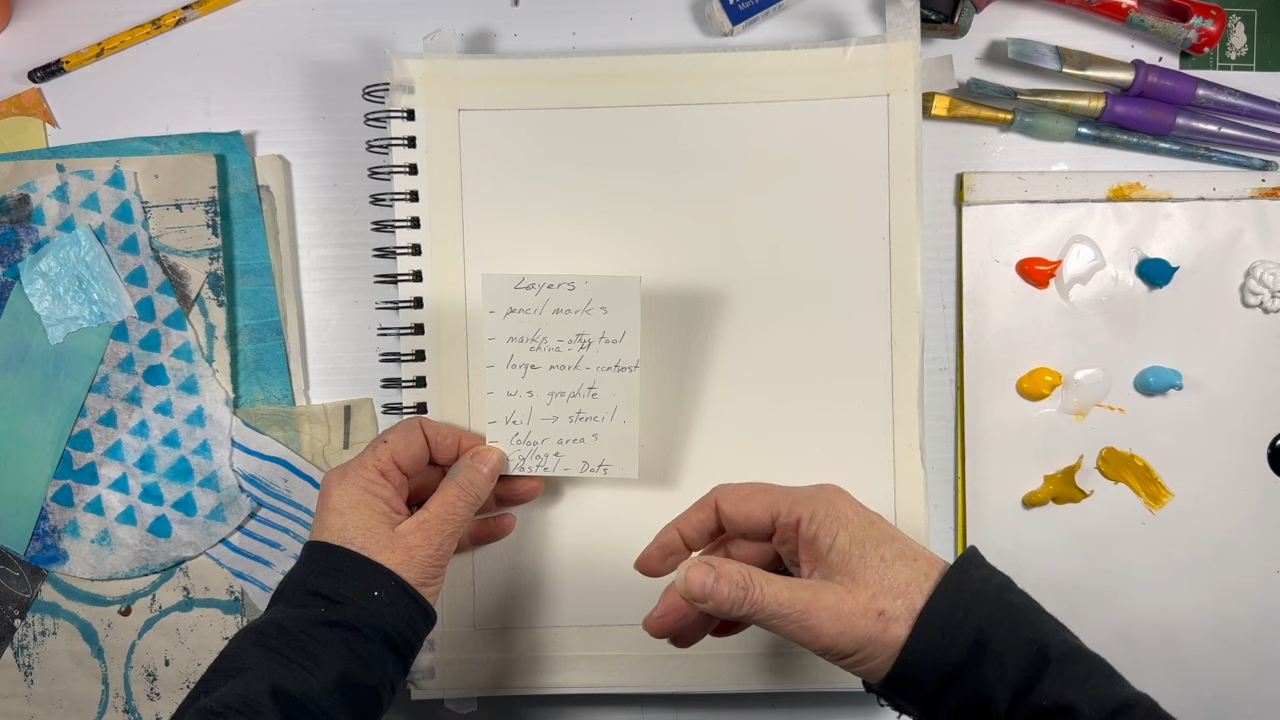 Layers:
- pencil marks
- marks - other tool
china - M.
- large mark - contrast
- w.s. graphite.
- Veil → stencil.
- Colour areas
Collage
Pastel - Dots.